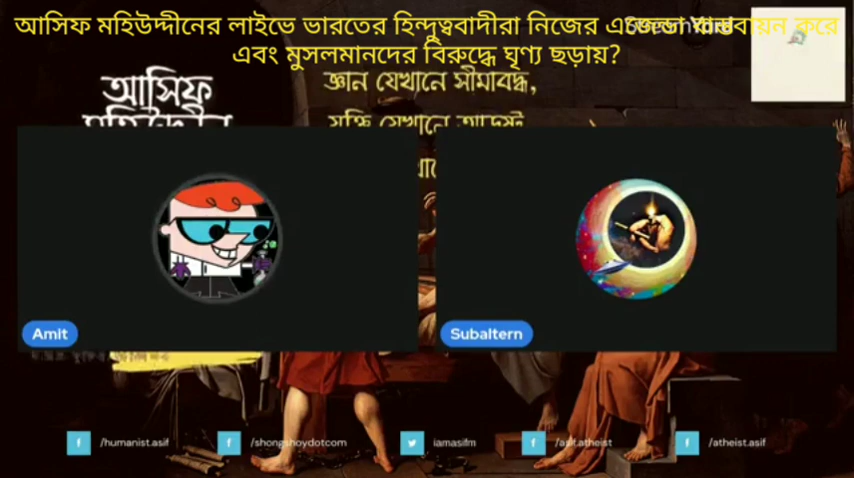 আসিফ মহিউদ্দীনের লাইভে ভারতের হিন্দুত্ববাদীরা নিজের এজেন্ডা বাস্তবায়ন করে
এবং মুসলমানদের বিরুদ্ধে ঘৃণ্য ছড়ায়?
আসিফ
জ্ঞান যেখানে সীমাবদ্ধ,
যুক্তি যেখানে আড়ষ্ট
Amit
Subaltern
/humanist.asif
/shongshoydotcom
iamasifm
/asif.atheist
/atheist.asif